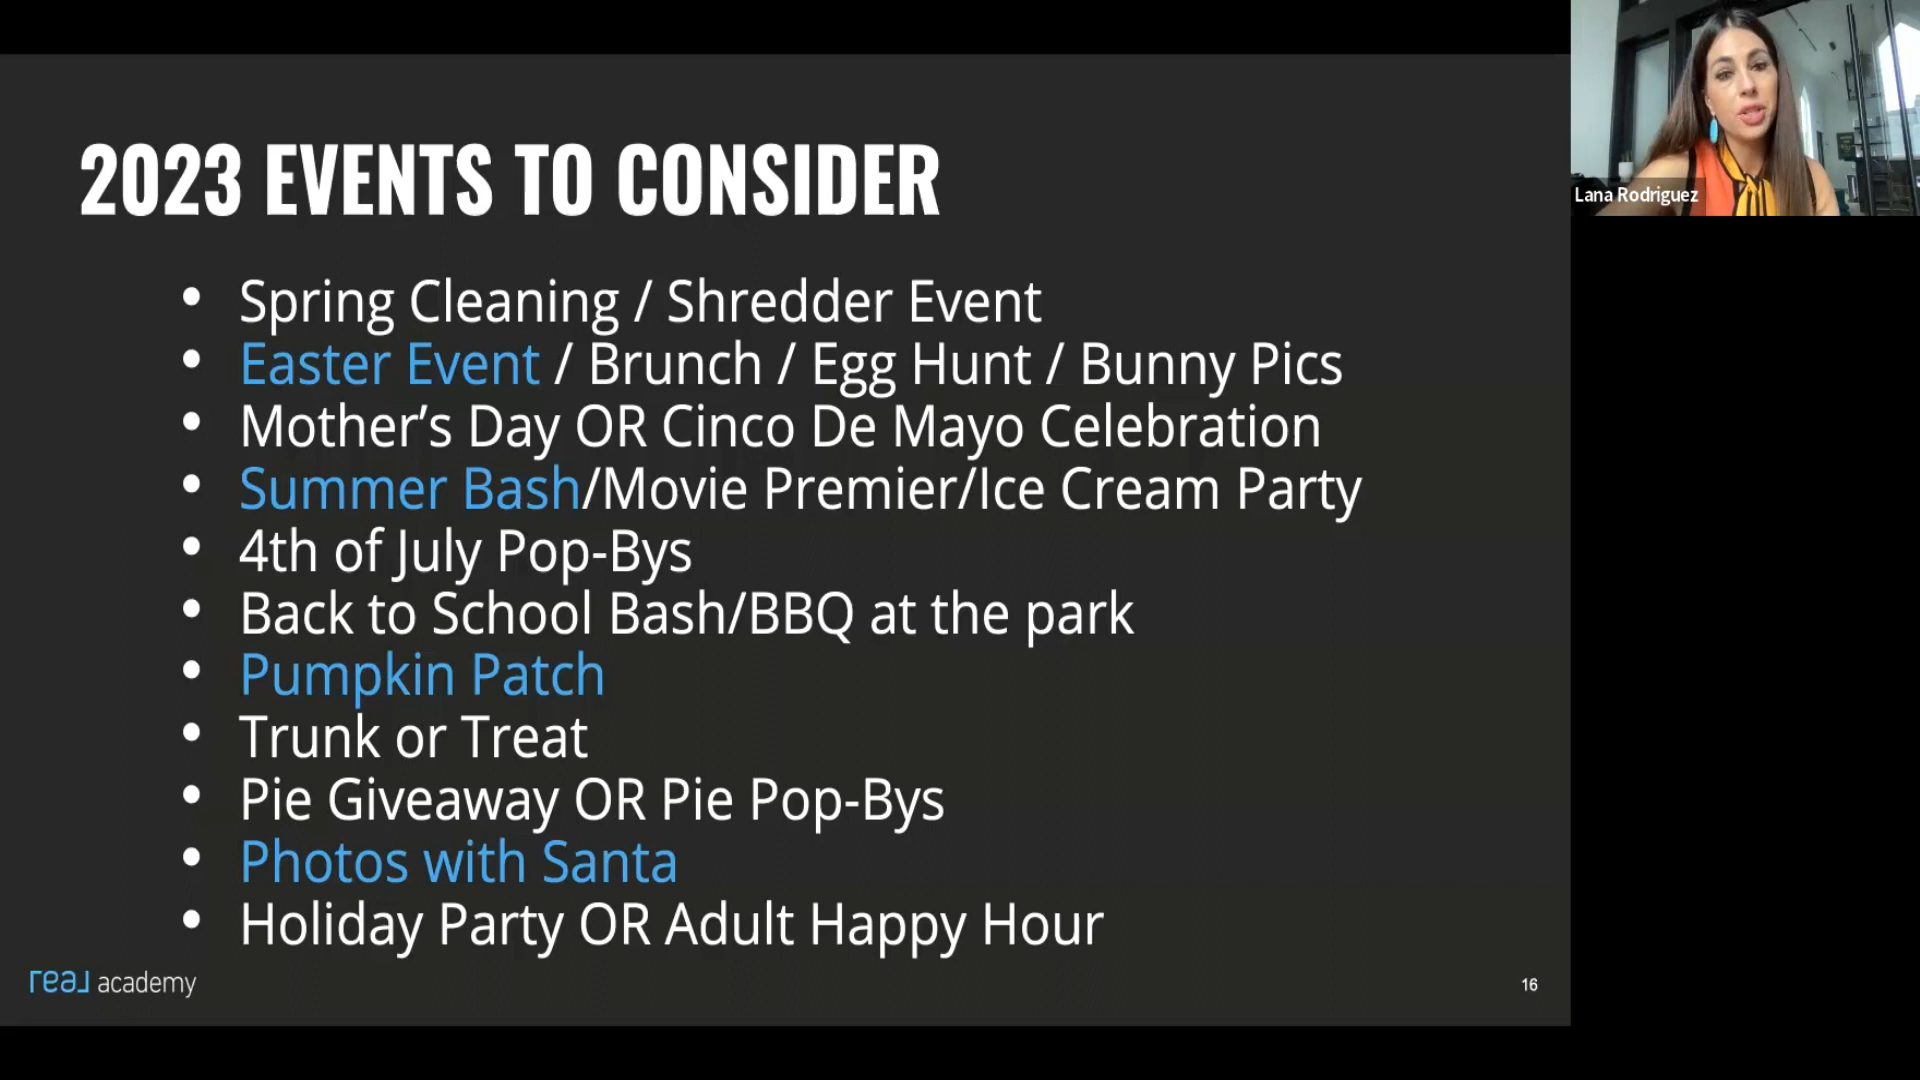 2023 EVENTS TO CONSIDER
Lana Rodriguez
• Spring Cleaning / Shredder Event
• Easter Event / Brunch / Egg Hunt / Bunny Pics
• Mother’s Day OR Cinco De Mayo Celebration
• Summer Bash/Movie Premier/Ice Cream Party
• 4th of July Pop-Bys
• Back to School Bash/BBQ at the park
• Pumpkin Patch
• Trunk or Treat
• Pie Giveaway OR Pie Pop-Bys
• Photos with Santa
• Holiday Party OR Adult Happy Hour
real academy
16